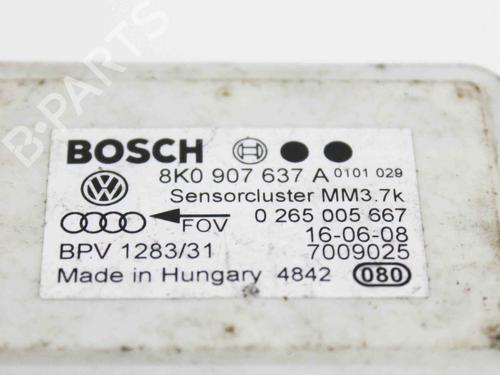 B-PARTS
BOSCH
8K0 907 637 A 0101 029
Sensorcluster MM3.7k
FOV 0 265 005 667
16-06-08
BPV 1283/31 7009025
Made in Hungary 4842 080